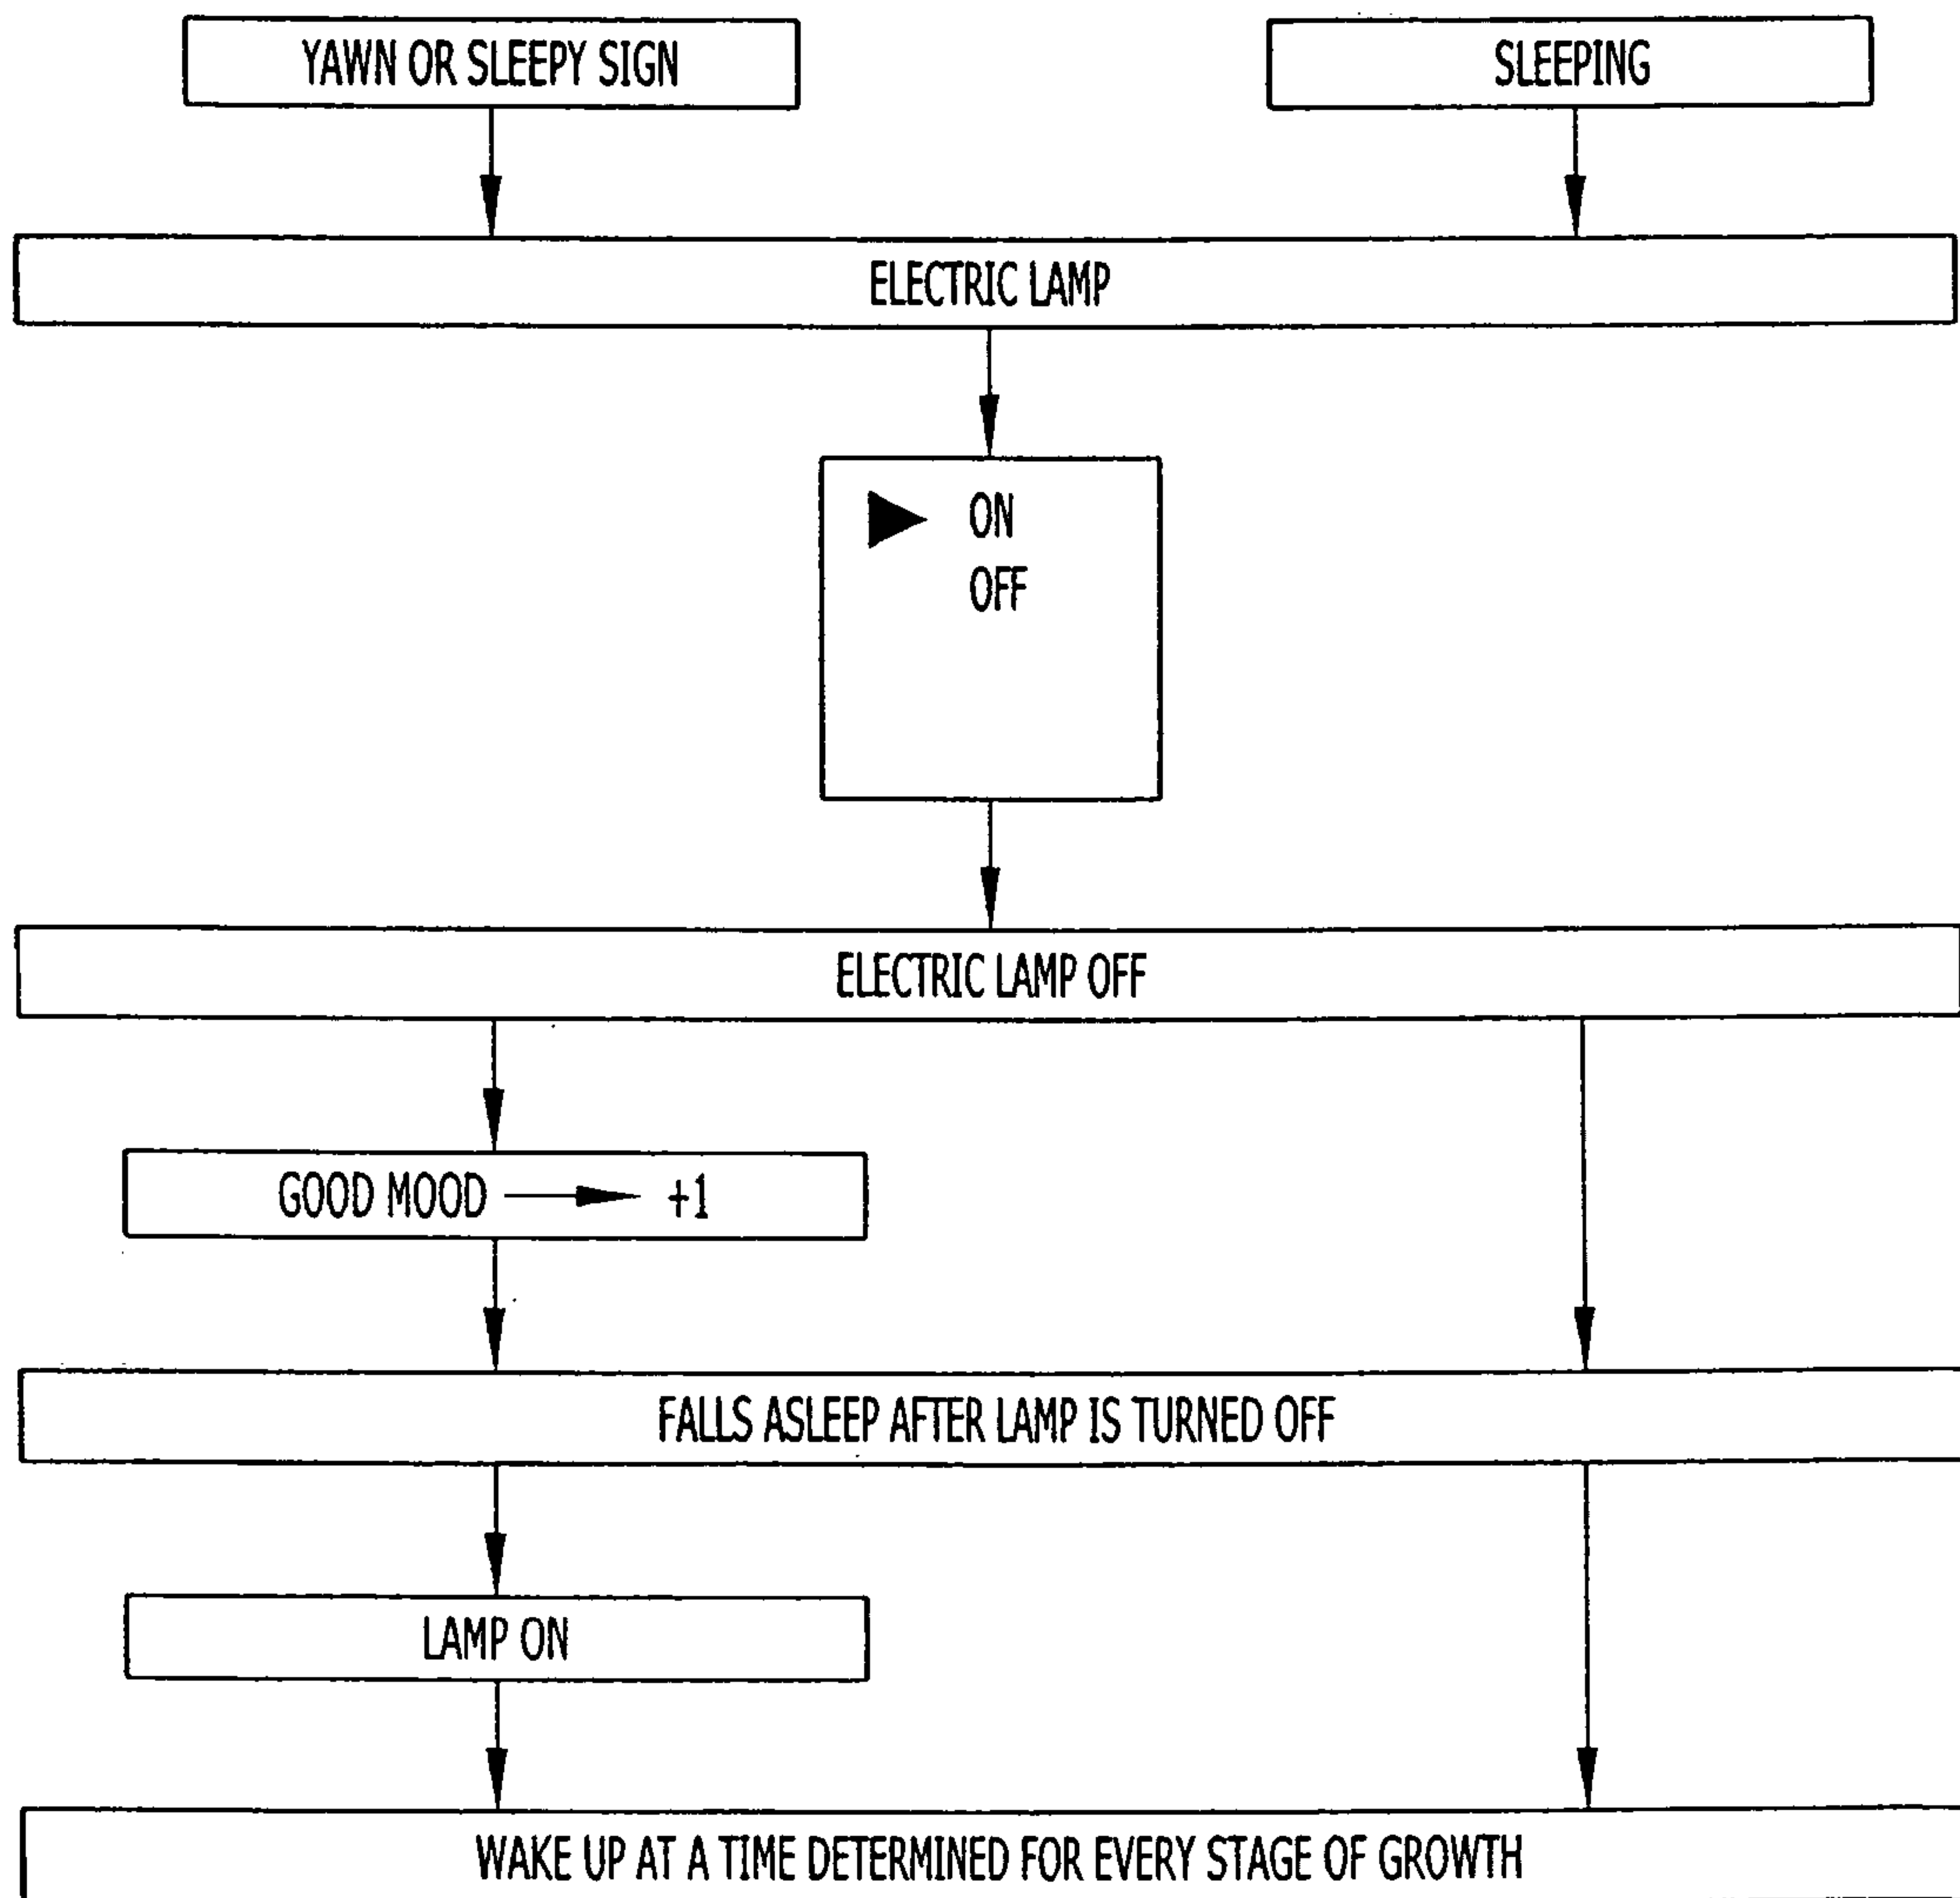 YAWN OR SLEEPY SIGN
SLEEPING
ELECTRIC LAMP
ON
OFF
ELECTRIC LAMP OFF
GOOD MOOD +1
FALLS ASLEEP AFTER LAMP IS TURNED OFF
LAMP ON
WAKE UP AT A TIME DETERMINED FOR EVERY STAGE OF GROWTH